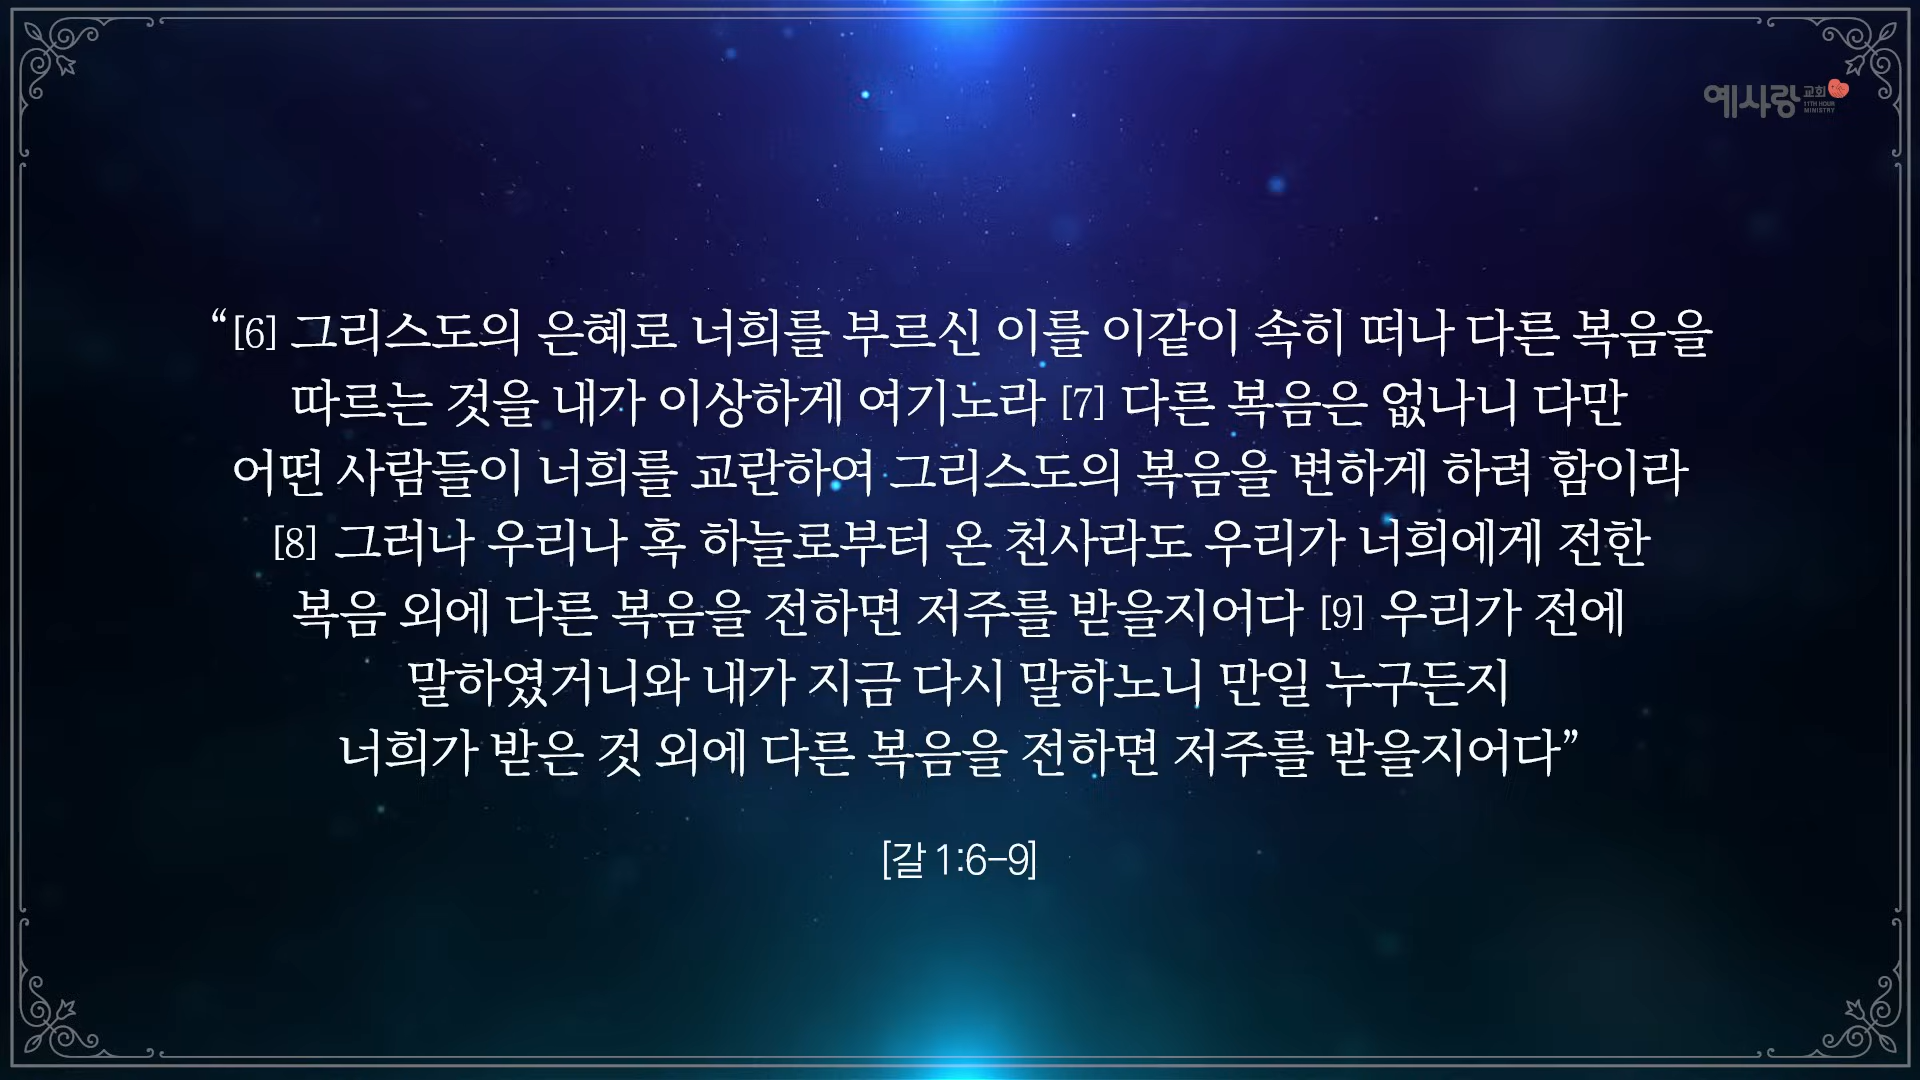 예사랑교회
11TH HOUR
MINISTRY
“[6] 그리스도의 은혜로 너희를 부르신 이를 이같이 속히 떠나 다른 복음을
따르는 것을 내가 이상하게 여기노라 [7] 다른 복음은 없나니 다만
어떤 사람들이 너희를 교란하여 그리스도의 복음을 변하게 하려 함이라
[8] 그러나 우리나 혹 하늘로부터 온 천사라도 우리가 너희에게 전한
복음 외에 다른 복음을 전하면 저주를 받을지어다 [9] 우리가 전에
말하였거니와 내가 지금 다시 말하노니 만일 누구든지
너희가 받은 것 외에 다른 복음을 전하면 저주를 받을지어다”
[갈 1:6-9]